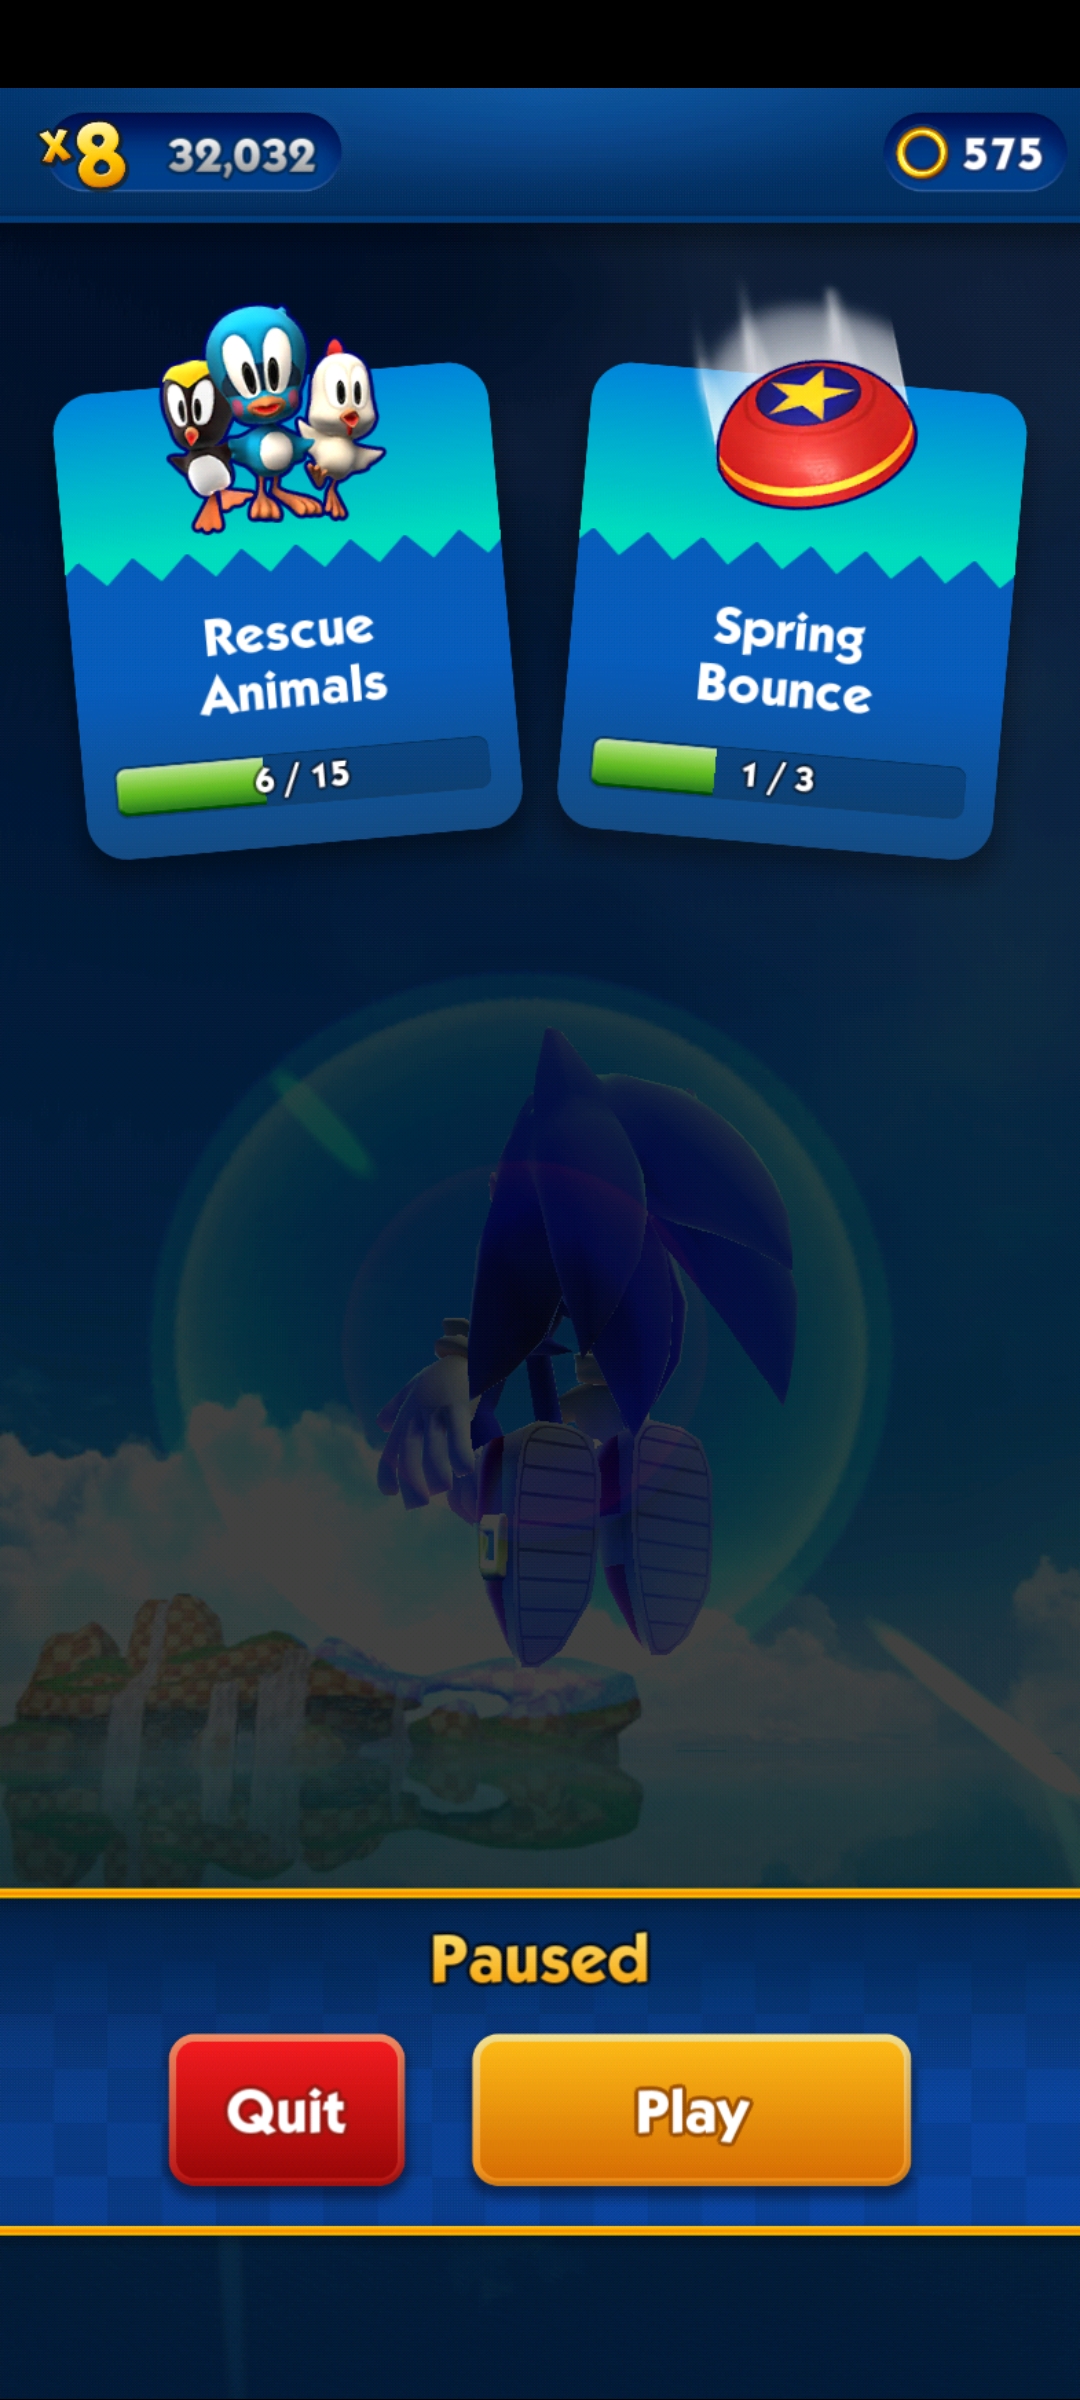 x8 32,032
575
Rescue
Animals
6 / 15
Spring
Bounce
1 / 3
Paused
Quit
Play